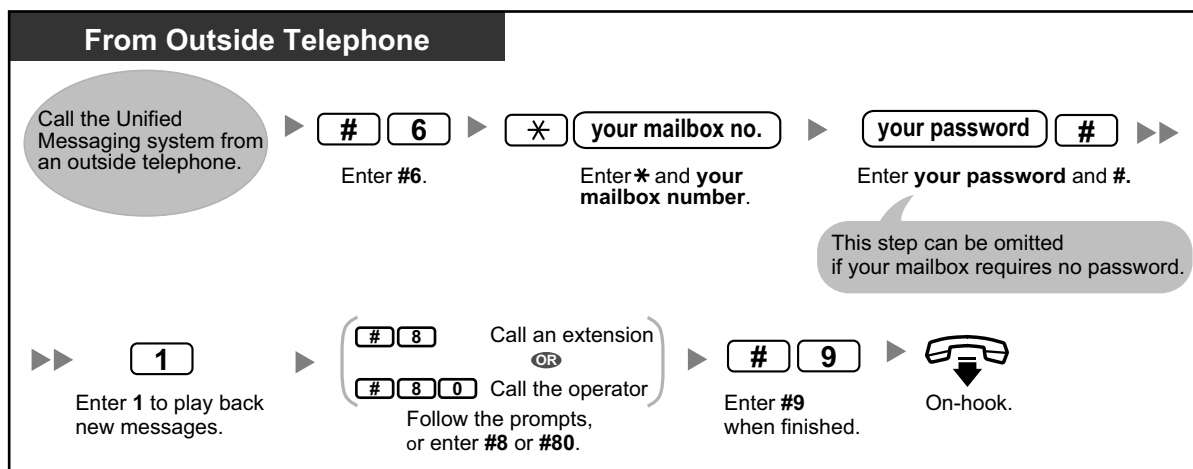 From Outside Telephone
Call the Unified
Messaging system from
an outside telephone.
# 6
Enter #6.
* your mailbox no.
Enter * and your
mailbox number.
your password #
Enter your password and #.
This step can be omitted
if your mailbox requires no password.
1
Enter 1 to play back
new messages.
# 8 Call an extension
OR
# 8 0 Call the operator
Follow the prompts,
or enter #8 or #80.
# 9
Enter #9
when finished.
On-hook.